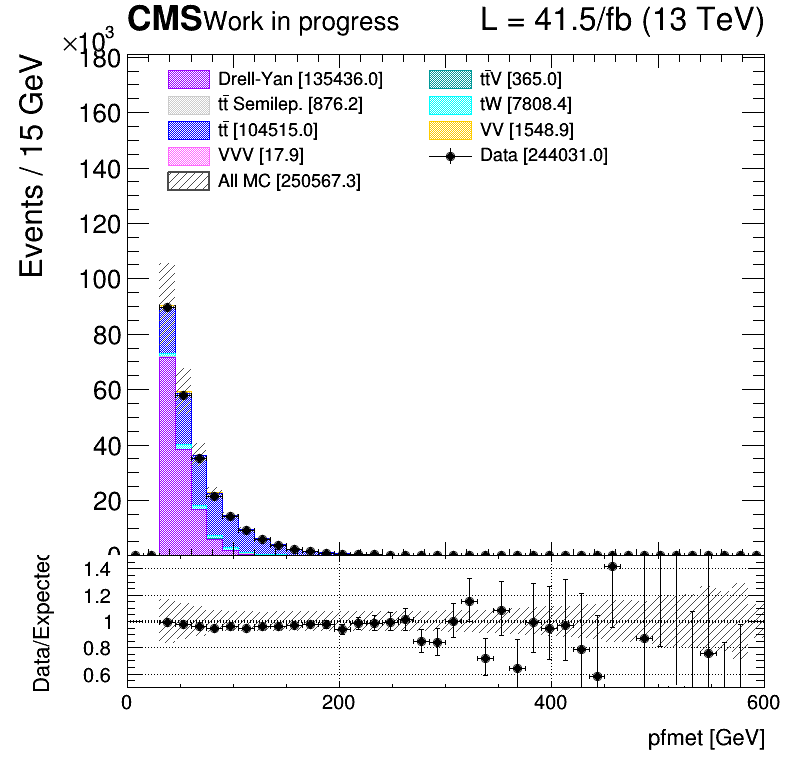 CMS Work in progress L = 41.5/fb (13 TeV)
×10³
Events / 15 GeV
180
160
140
120
100
80
60
40
20
0
Drell-Yan [135436.0]
tt̄ Semilep. [876.2]
tt̄ [104515.0]
VVV [17.9]
All MC [250567.3]
tt̄V [365.0]
tW [7808.4]
VV [1548.9]
Data [244031.0]
Data/Expected
1.4
1.2
1
0.8
0.6
0 200 400 600
pfmet [GeV]